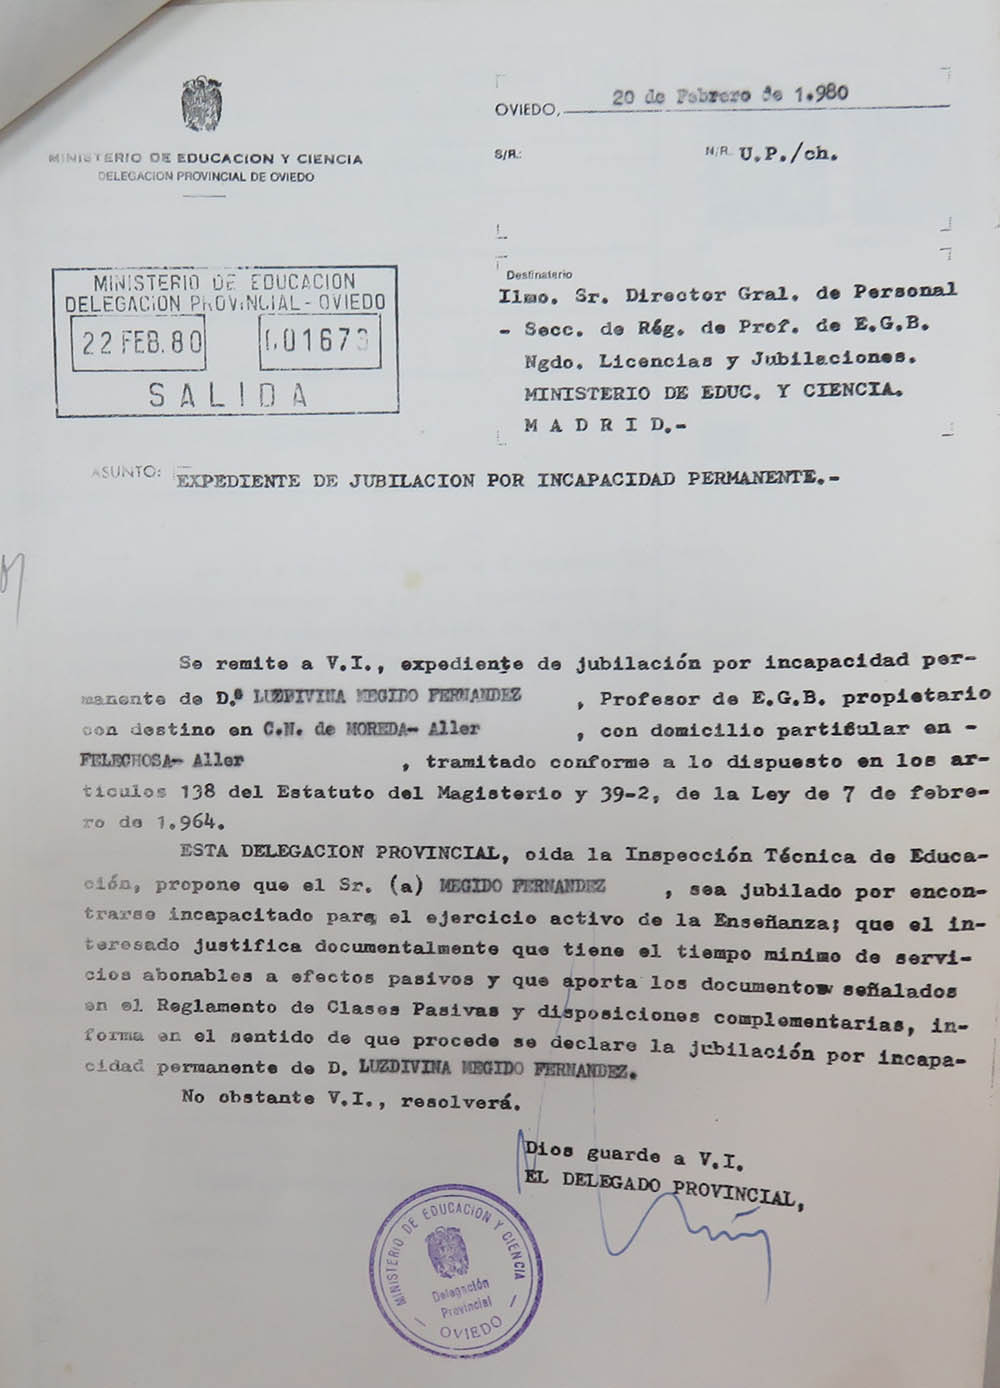 MINISTERIO DE EDUCACION Y CIENCIA
DELEGACION PROVINCIAL DE OVIEDO
OVIEDO, 20 de Febrero de 1.980
S/R.: N/R. U.P./ch.
MINISTERIO DE EDUCACION
DELEGACION PROVINCIAL - OVIEDO
22 FEB. 80 001673
SALIDA
Destinatario
Ilmo. Sr. Director Gral. de Personal
- Secc. de Rég. de Prof. de E.G.B.
Ngdo. Licencias y Jubilaciones.
MINISTERIO DE EDUC. Y CIENCIA.
M A D R I D.-
ASUNTO: EXPEDIENTE DE JUBILACION POR INCAPACIDAD PERMANENTE.-
Se remite a V.I., expediente de jubilación por incapacidad per-
manente de D.ª LUZDIVINA MEGIDO FERNANDEZ , Profesor de E.G.B. propietario
con destino en C.N. de MOREDA- Aller , con domicilio partisular en -
FELECHOSA- Aller , tramitado conforme a lo dispuesto en los ar-
tículos 138 del Estatuto del Magisterio y 39-2, de la Ley de 7 de febre-
ro de 1.964.
ESTA DELEGACION PROVINCIAL, oida la Inspección Técnica de Educa-
ción, propone que el Sr. (a) MEGIDO FERNANDEZ , sea jubilado por encon-
trarse incapacitado para el ejercicio activo de la Enseñanza; que el in-
teresado justifica documentalmente que tiene el tiempo minimo de servi-
cios abonables a efectos pasivos y que aporta los documentos señalados
en el Reglamento de Clases Pasivas y disposiciones complementarias, in-
forma en el sentido de que procede se declare la jubilación por incapa-
cidad permanente de D. LUZDIVINA MEGIDO FERNANDEZ.
No obstante V.I., resolverá.
Dios guarde a V.I.
EL DELEGADO PROVINCIAL,
MINISTERIO DE EDUCACION Y CIENCIA
Delegación
Provincial
- OVIEDO -